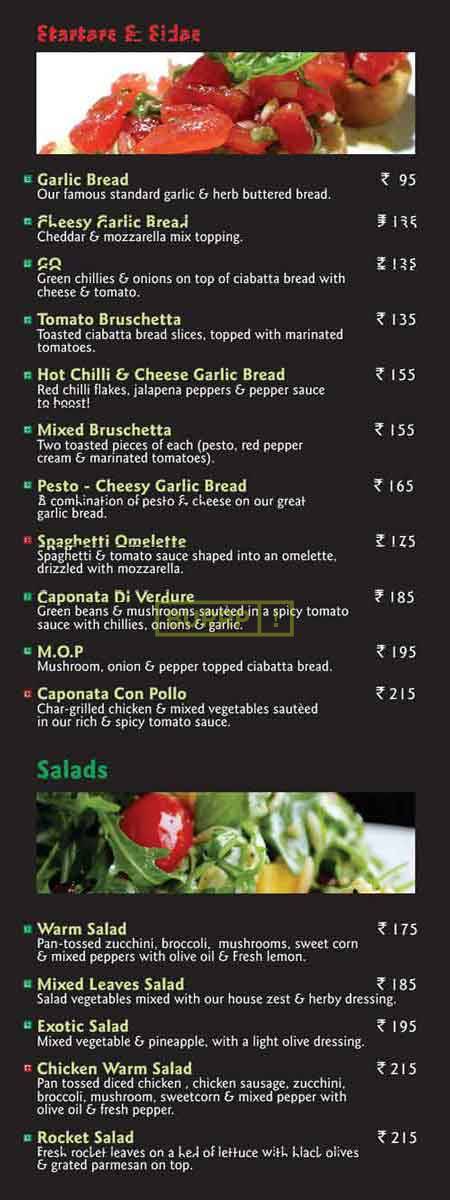 Starters & Sides
Garlic Bread ₹ 95
Our famous standard garlic & herb buttered bread.
Cheesy Garlic Bread ₹ 135
Cheddar & mozzarella mix topping.
₹ 135
Green chillies & onions on top of ciabatta bread with
cheese & tomato.
Tomato Bruschetta ₹ 135
Toasted ciabatta bread slices, topped with marinated
tomatoes.
Hot Chilli & Cheese Garlic Bread ₹ 155
Red chilli flakes, jalapena peppers & pepper sauce
to boost!
Mixed Bruschetta ₹ 155
Two toasted pieces of each (pesto, red pepper
cream & marinated tomatoes).
Pesto - Cheesy Garlic Bread ₹ 165
A combination of pesto & cheese on our great
garlic bread.
Spaghetti Omelette ₹ 175
Spaghetti & tomato sauce shaped into an omelette,
drizzled with mozzarella.
Caponata Di Verdure ₹ 185
Green beans & mushrooms sautèed in a spicy tomato
sauce with chillies, onions & garlic.
BURRP!
M.O.P ₹ 195
Mushroom, onion & pepper topped ciabatta bread.
Caponata Con Pollo ₹ 215
Char-grilled chicken & mixed vegetables sautèed
in our rich & spicy tomato sauce.
Salads
Warm Salad ₹ 175
Pan-tossed zucchini, broccoli, mushrooms, sweet corn
& mixed peppers with olive oil & Fresh lemon.
Mixed Leaves Salad ₹ 185
Salad vegetables mixed with our house zest & herby dressing.
Exotic Salad ₹ 195
Mixed vegetable & pineapple, with a light olive dressing.
Chicken Warm Salad ₹ 215
Pan tossed diced chicken , chicken sausage, zucchini,
broccoli, mushroom, sweetcorn & mixed pepper with
olive oil & fresh pepper.
Rocket Salad ₹ 215
Fresh rocket leaves on a bed of lettuce with black olives
& grated parmesan on top.